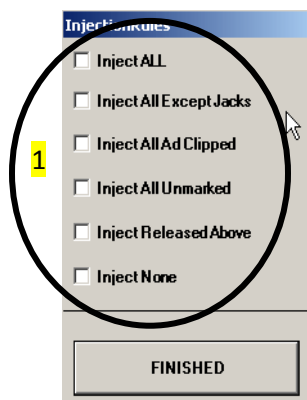 InjectionRules
Inject ALL
Inject All Except Jacks
1
Inject All Ad Clipped
Inject All Unmarked
Inject Released Above
Inject None
FINISHED